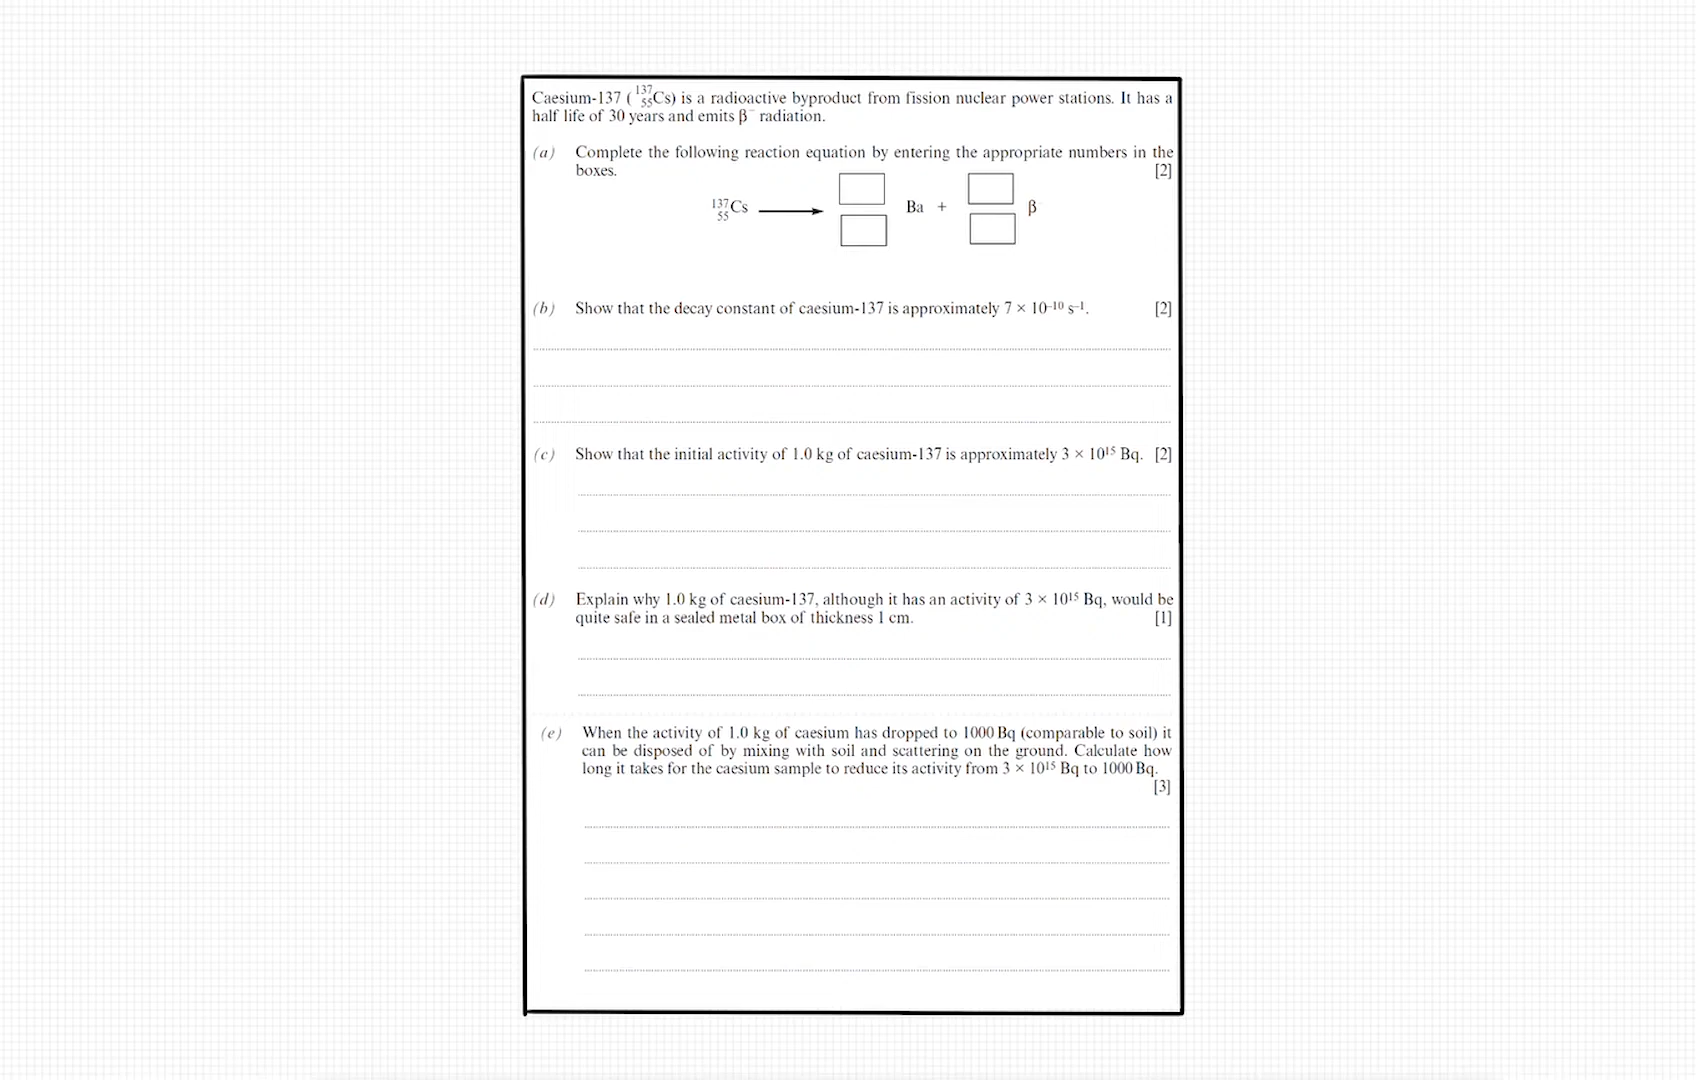 Caesium-137 ( ¹³⁷₅₅Cs) is a radioactive byproduct from fission nuclear power stations. It has a
half life of 30 years and emits β⁻ radiation.
(a) Complete the following reaction equation by entering the appropriate numbers in the
boxes. [2]
¹³⁷₅₅Cs ⟶ Ba + β
(b) Show that the decay constant of caesium-137 is approximately 7 × 10⁻¹⁰ s⁻¹. [2]
(c) Show that the initial activity of 1.0 kg of caesium-137 is approximately 3 × 10¹⁵ Bq. [2]
(d) Explain why 1.0 kg of caesium-137, although it has an activity of 3 × 10¹⁵ Bq, would be
quite safe in a sealed metal box of thickness 1 cm. [1]
(e) When the activity of 1.0 kg of caesium has dropped to 1000 Bq (comparable to soil) it
can be disposed of by mixing with soil and scattering on the ground. Calculate how
long it takes for the caesium sample to reduce its activity from 3 × 10¹⁵ Bq to 1000 Bq.
[3]